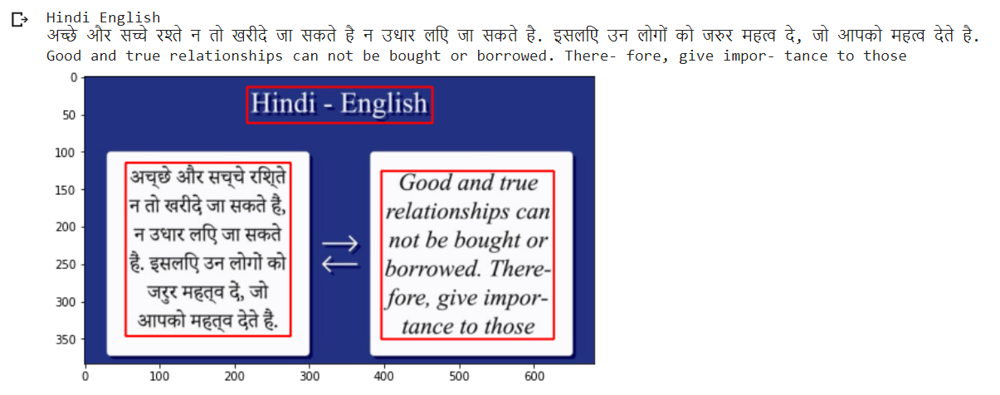 Hindi English
अच्छे और सच्चे रश्ते न तो खरीदे जा सकते है न उधार लएि जा सकते है. इसलएि उन लोगों को जरुर महत्व दे, जो आपको महत्व देते है.
Good and true relationships can not be bought or borrowed. There- fore, give impor- tance to those
0
50
100
150
200
250
300
350
Hindi - English
अच्‌छे और सच्‌चे रशि्ते
न तो खरीदे जा सकते हैं,
न उधार लएि जा सकते
हैं. इसलएि उन लोगों को
जरुर महत्‌व दें, जो
आपको महत्‌व देते हैं.
Good and true
relationships can
not be bought or
borrowed. There-
fore, give impor-
tance to those
0 100 200 300 400 500 600